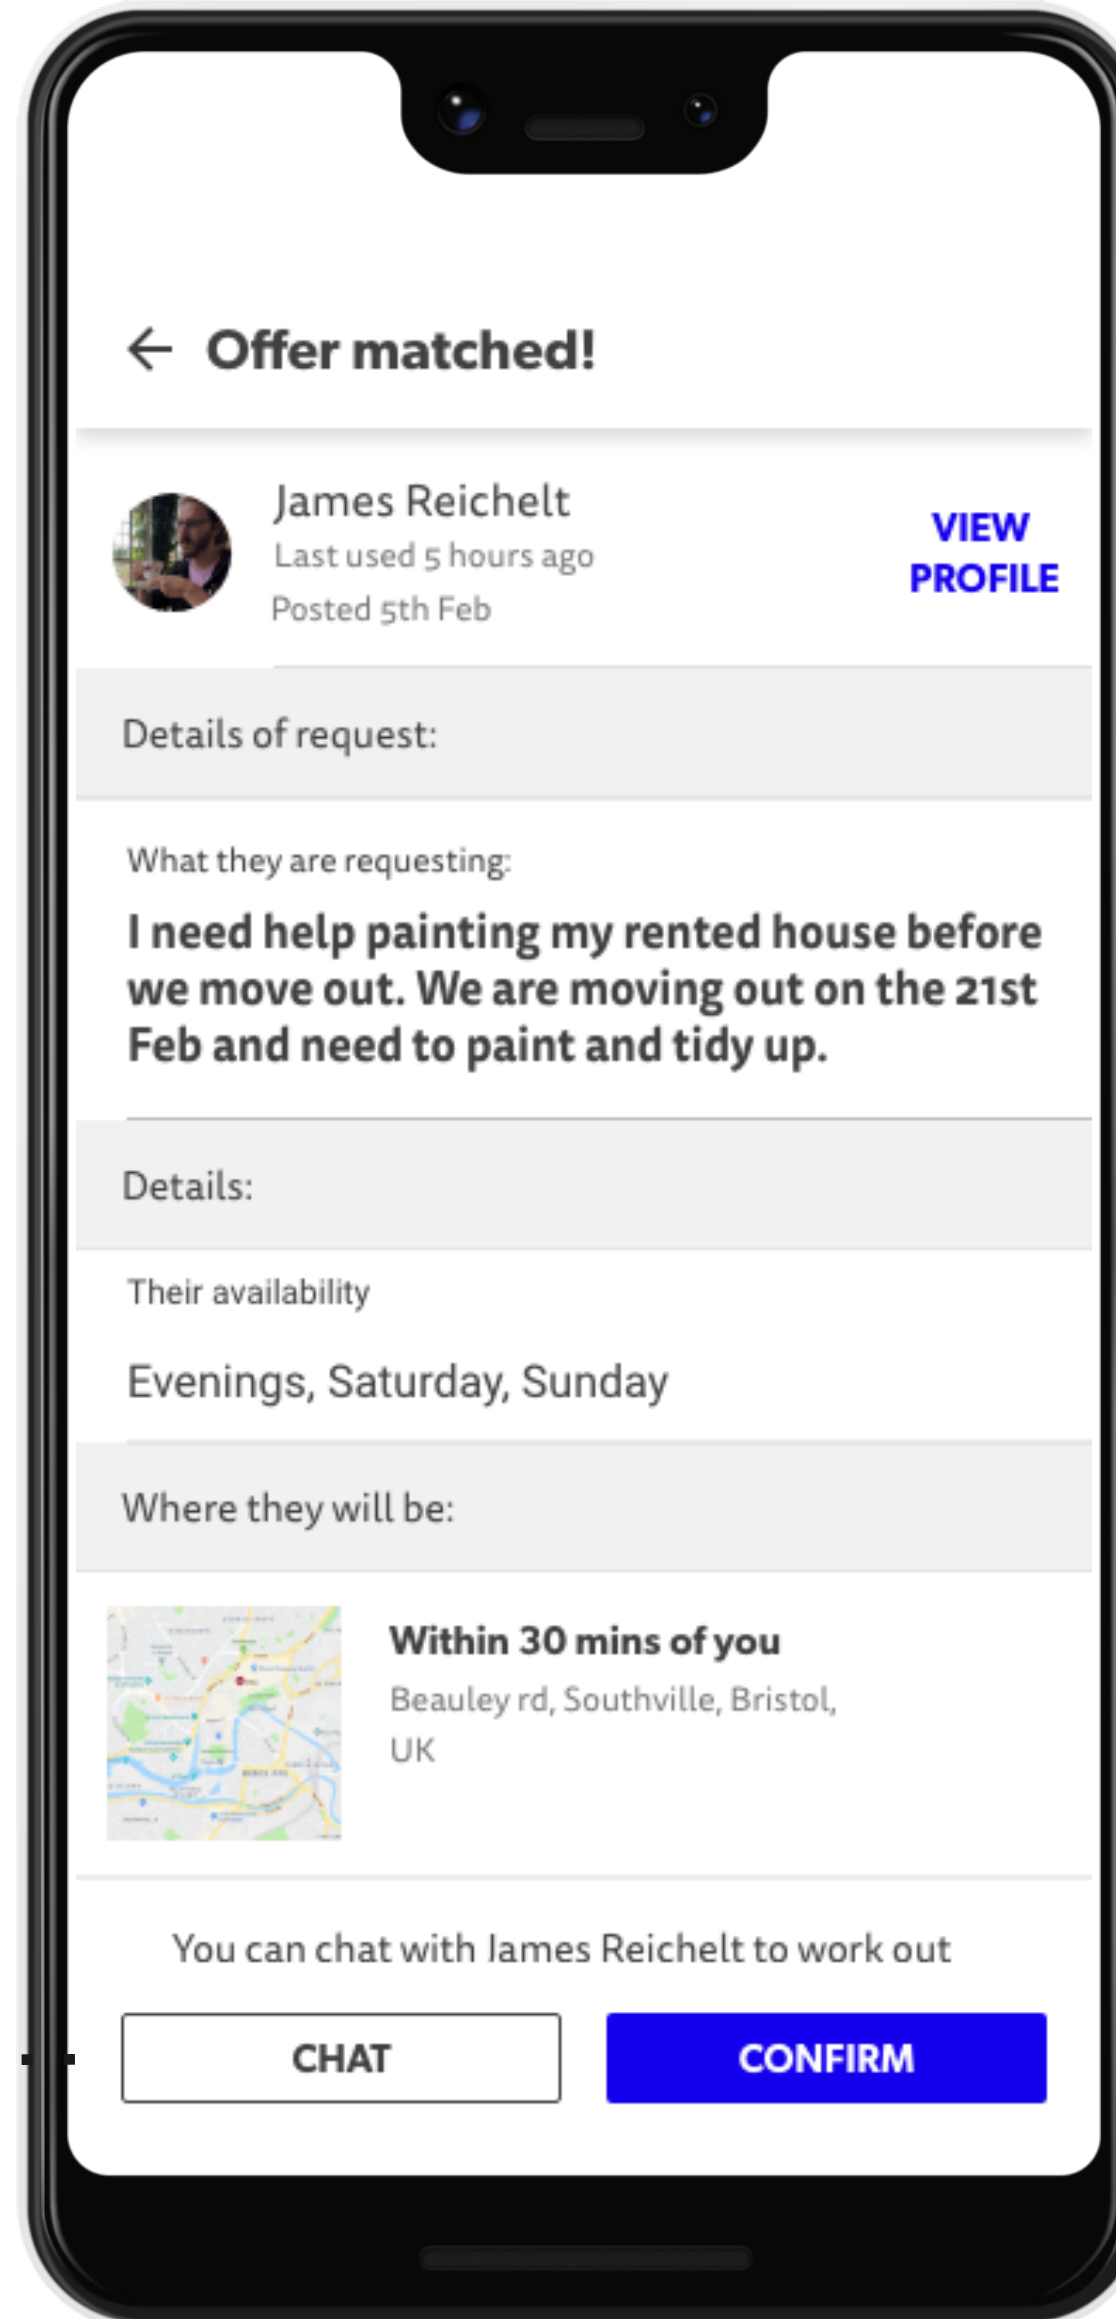 Offer matched!
James Reichelt
Last used 5 hours ago
Posted 5th Feb
VIEW
PROFILE
Details of request:
What they are requesting:
I need help painting my rented house before
we move out. We are moving out on the 21st
Feb and need to paint and tidy up.
Details:
Their availability
Evenings, Saturday, Sunday
Where they will be:
Within 30 mins of you
Beauley rd, Southville, Bristol,
UK
You can chat with James Reichelt to work out
CHAT
CONFIRM